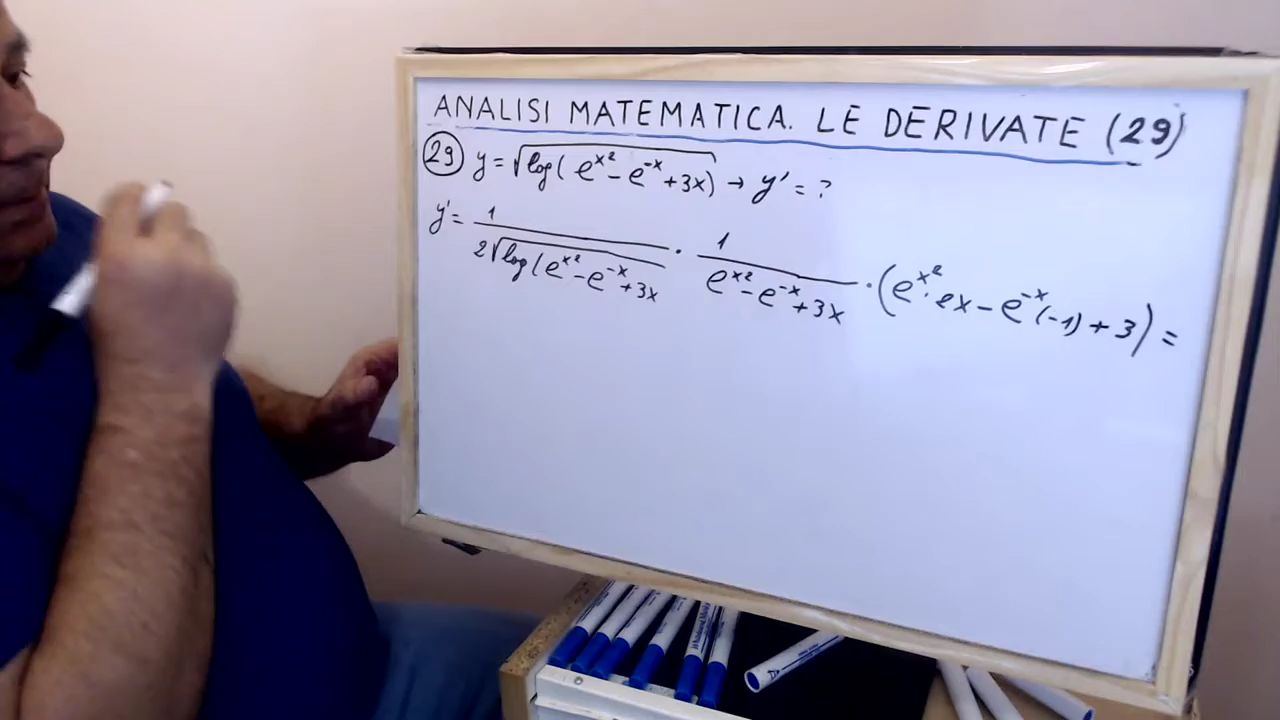 ANALISI MATEMATICA. LE DERIVATE (29)
(29) y = √log(e^x² - e^-x + 3x) → y' = ?
y' = 1/(2√log(e^x² - e^-x + 3x) · 1/(e^x² - e^-x + 3x) · (e^x² · 2x - e^-x(-1) + 3) =